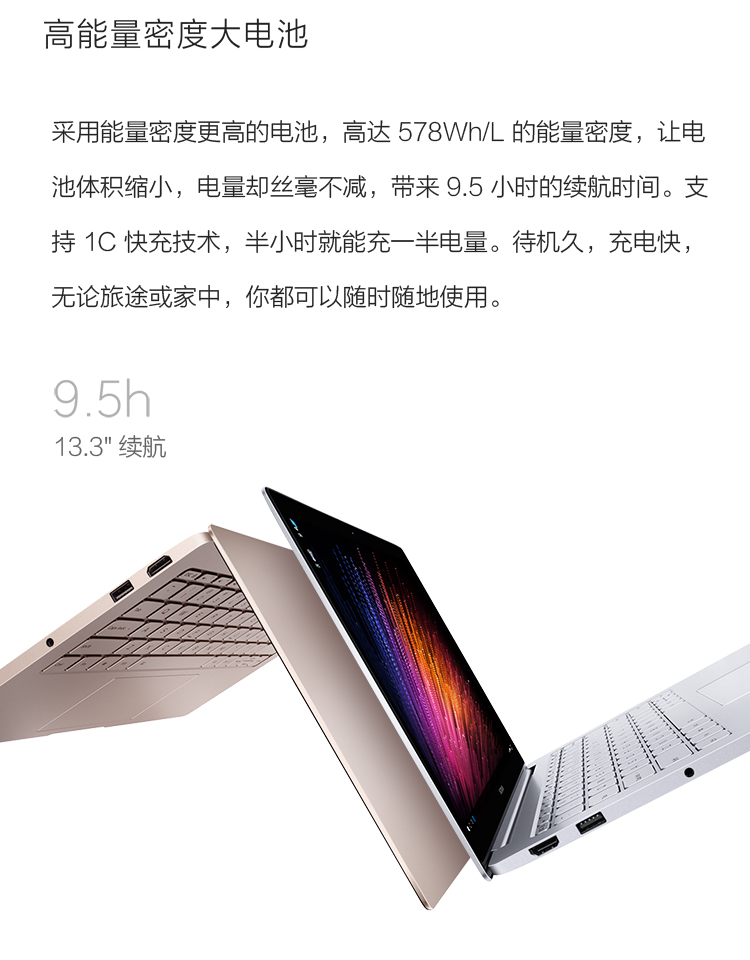 高能量密度大电池
采用能量密度更高的电池，高达 578Wh/L 的能量密度，让电
池体积缩小，电量却丝毫不减，带来 9.5 小时的续航时间。支
持 1C 快充技术，半小时就能充一半电量。待机久，充电快，
无论旅途或家中，你都可以随时随地使用。
9.5h
13.3" 续航